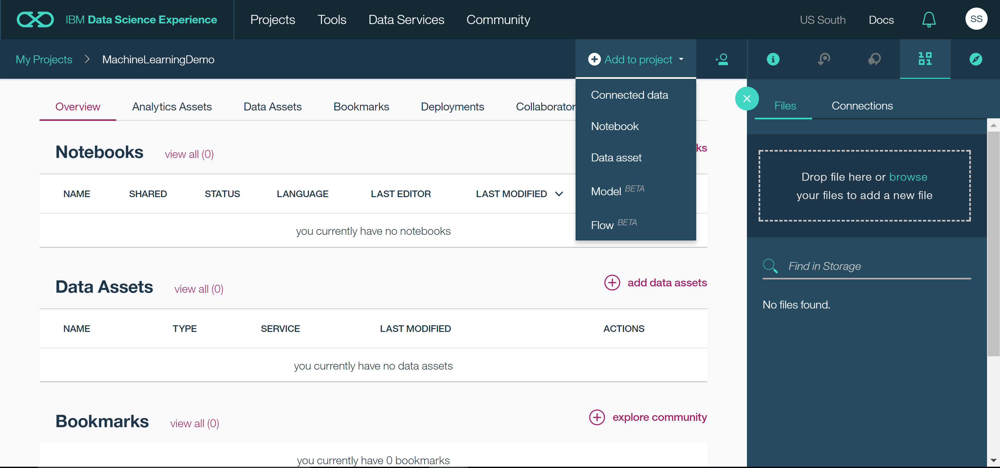 IBM Data Science Experience
Projects
Tools
Data Services
Community
US South
Docs
SS
My Projects
MachineLearningDemo
Add to project
Connected data
Notebook
Data asset
Model BETA
Flow BETA
Overview
Analytics Assets
Data Assets
Bookmarks
Deployments
Collaborator
Files
Connections
Notebooks
view all (0)
ks
NAME
SHARED
STATUS
LANGUAGE
LAST EDITOR
LAST MODIFIED
you currently have no notebooks
Drop file here or browse
your files to add a new file
Find in Storage
No files found.
Data Assets
view all (0)
add data assets
NAME
TYPE
SERVICE
LAST MODIFIED
ACTIONS
you currently have no data assets
Bookmarks
view all (0)
explore community
you currently have 0 bookmarks